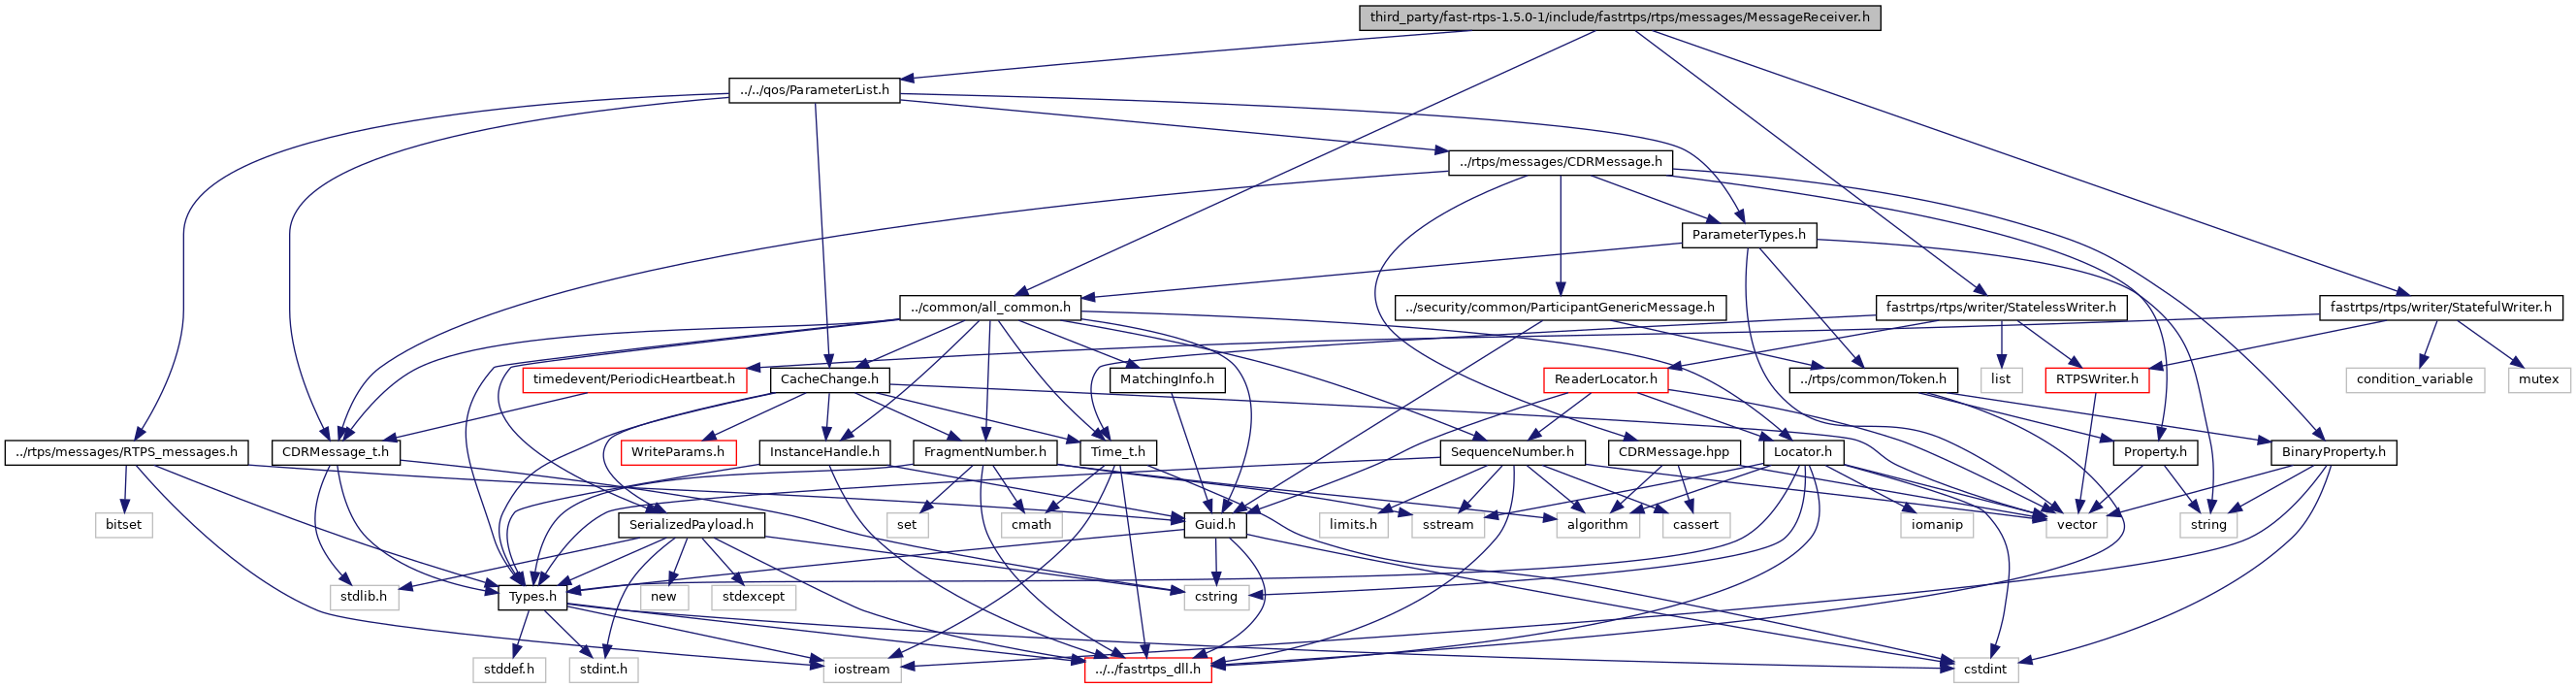 third_party/fast-rtps-1.5.0-1/include/fastrtps/rtps/messages/MessageReceiver.h
../../qos/ParameterList.h
../rtps/messages/CDRMessage.h
ParameterTypes.h
../common/all_common.h
../security/common/ParticipantGenericMessage.h
fastrtps/rtps/writer/StatelessWriter.h
fastrtps/rtps/writer/StatefulWriter.h
timedevent/PeriodicHeartbeat.h
CacheChange.h
MatchingInfo.h
ReaderLocator.h
../rtps/common/Token.h
list
RTPSWriter.h
condition_variable
mutex
../rtps/messages/RTPS_messages.h
CDRMessage_t.h
WriteParams.h
InstanceHandle.h
FragmentNumber.h
Time_t.h
SequenceNumber.h
CDRMessage.hpp
Locator.h
Property.h
BinaryProperty.h
bitset
SerializedPayload.h
set
cmath
Guid.h
limits.h
sstream
algorithm
cassert
iomanip
vector
string
stdlib.h
Types.h
new
stdexcept
cstring
stddef.h
stdint.h
iostream
../../fastrtps_dll.h
cstdint